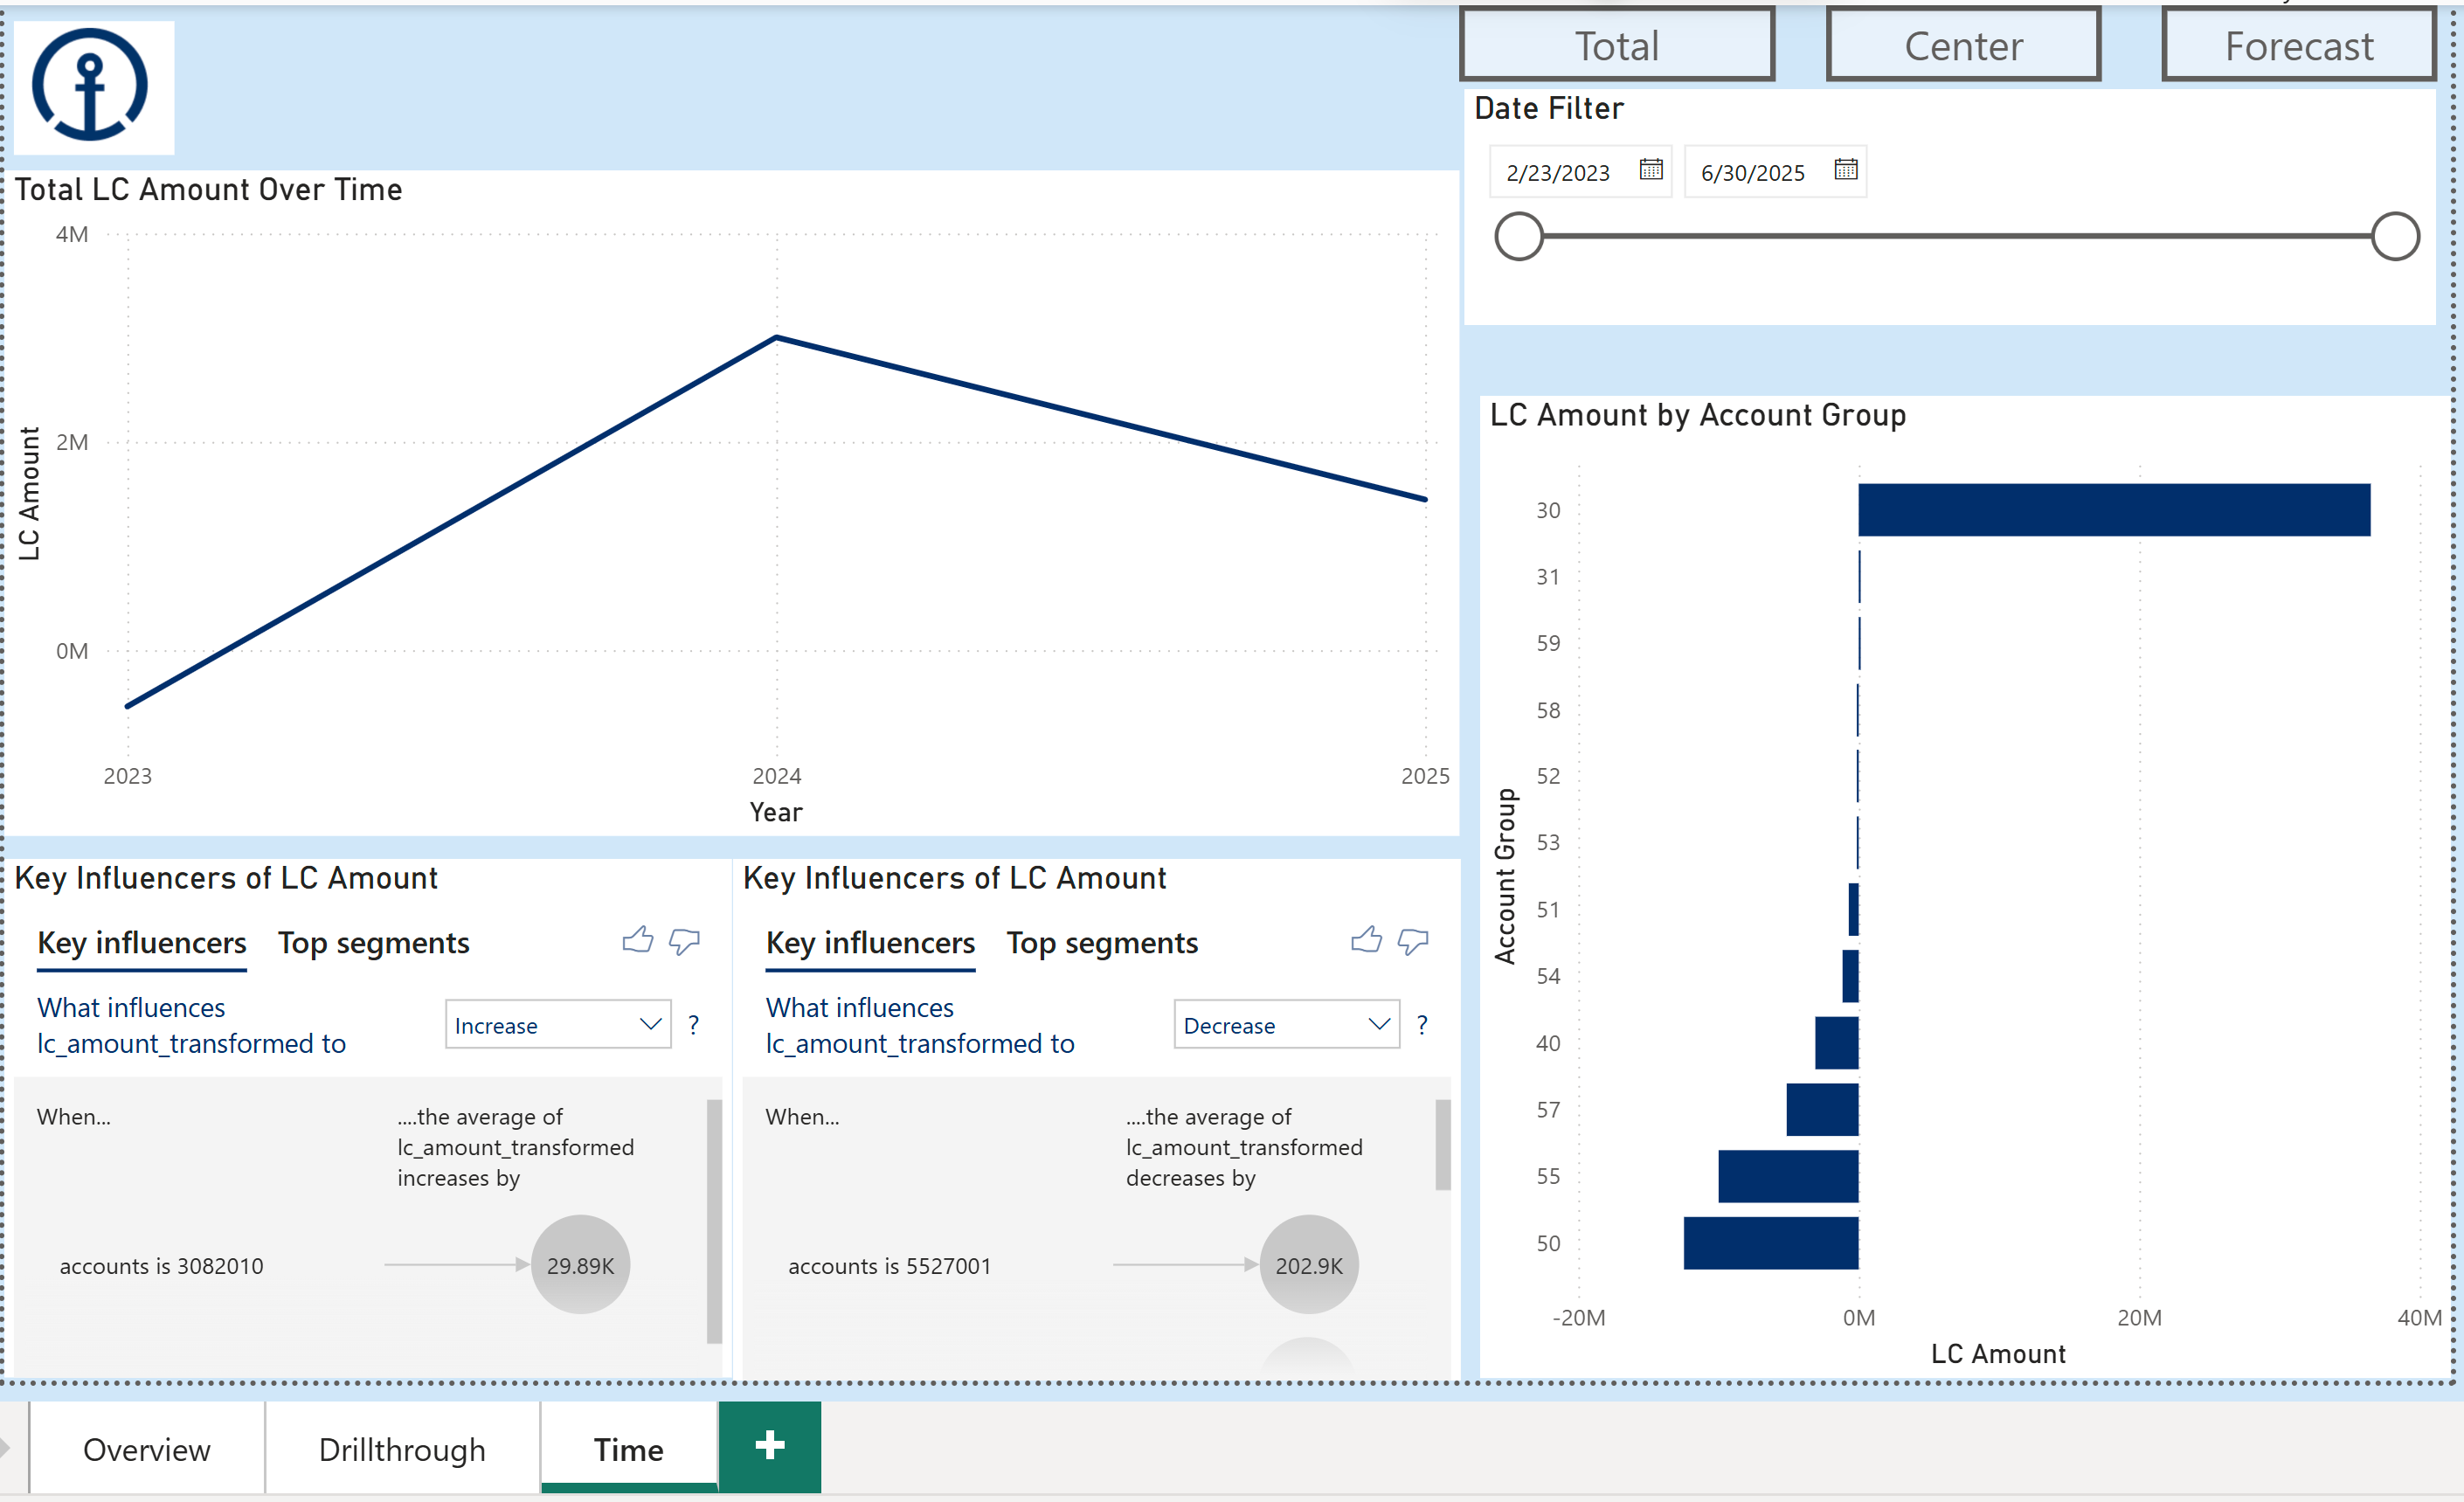 Total
Center
Forecast
Date Filter
2/23/2023
6/30/2025
Total LC Amount Over Time
4M
2M
0M
LC Amount
2023
2024
2025
Year
LC Amount by Account Group
30
31
59
58
52
53
51
54
40
57
55
50
Account Group
-20M
0M
20M
40M
LC Amount
Key Influencers of LC Amount
Key influencers
Top segments
What influences
lc_amount_transformed to
Increase
?
When...
....the average of
lc_amount_transformed
increases by
accounts is 3082010
29.89K
Key Influencers of LC Amount
Key influencers
Top segments
What influences
lc_amount_transformed to
Decrease
?
When...
....the average of
lc_amount_transformed
decreases by
accounts is 5527001
202.9K
Overview
Drillthrough
Time
+